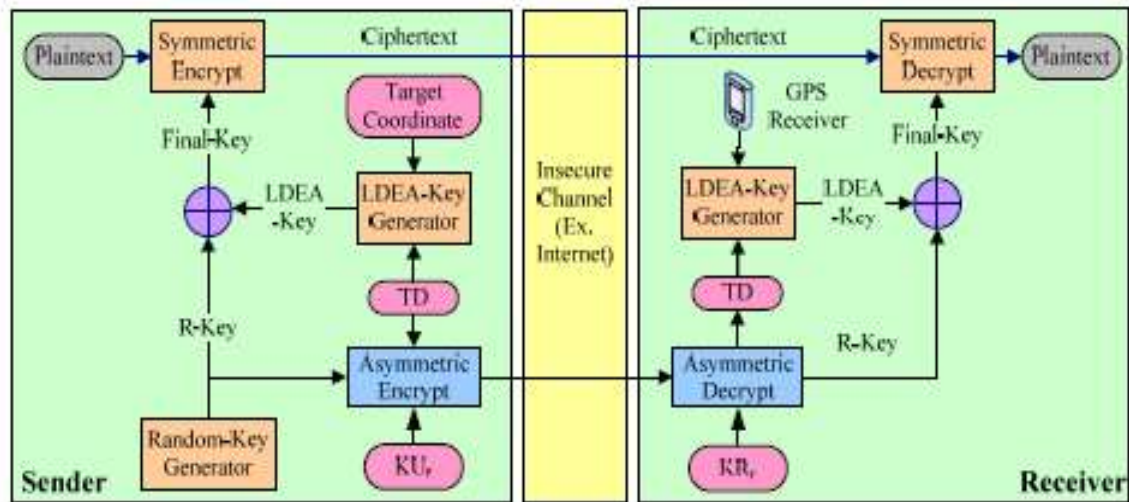 Plaintext
Symmetric
Encrypt
Ciphertext
Ciphertext
Symmetric
Decrypt
Plaintext
Target
Coordinate
GPS
Receiver
Final-Key
Final-Key
Insecure
Channel
(Ex.
Internet)
LDEA
-Key
LDEA-Key
Generator
LDEA-Key
Generator
LDEA
-Key
TD
TD
R-Key
R-Key
Asymmetric
Encrypt
Asymmetric
Decrypt
Random-Key
Generator
KUr
KRr
Sender
Receiver